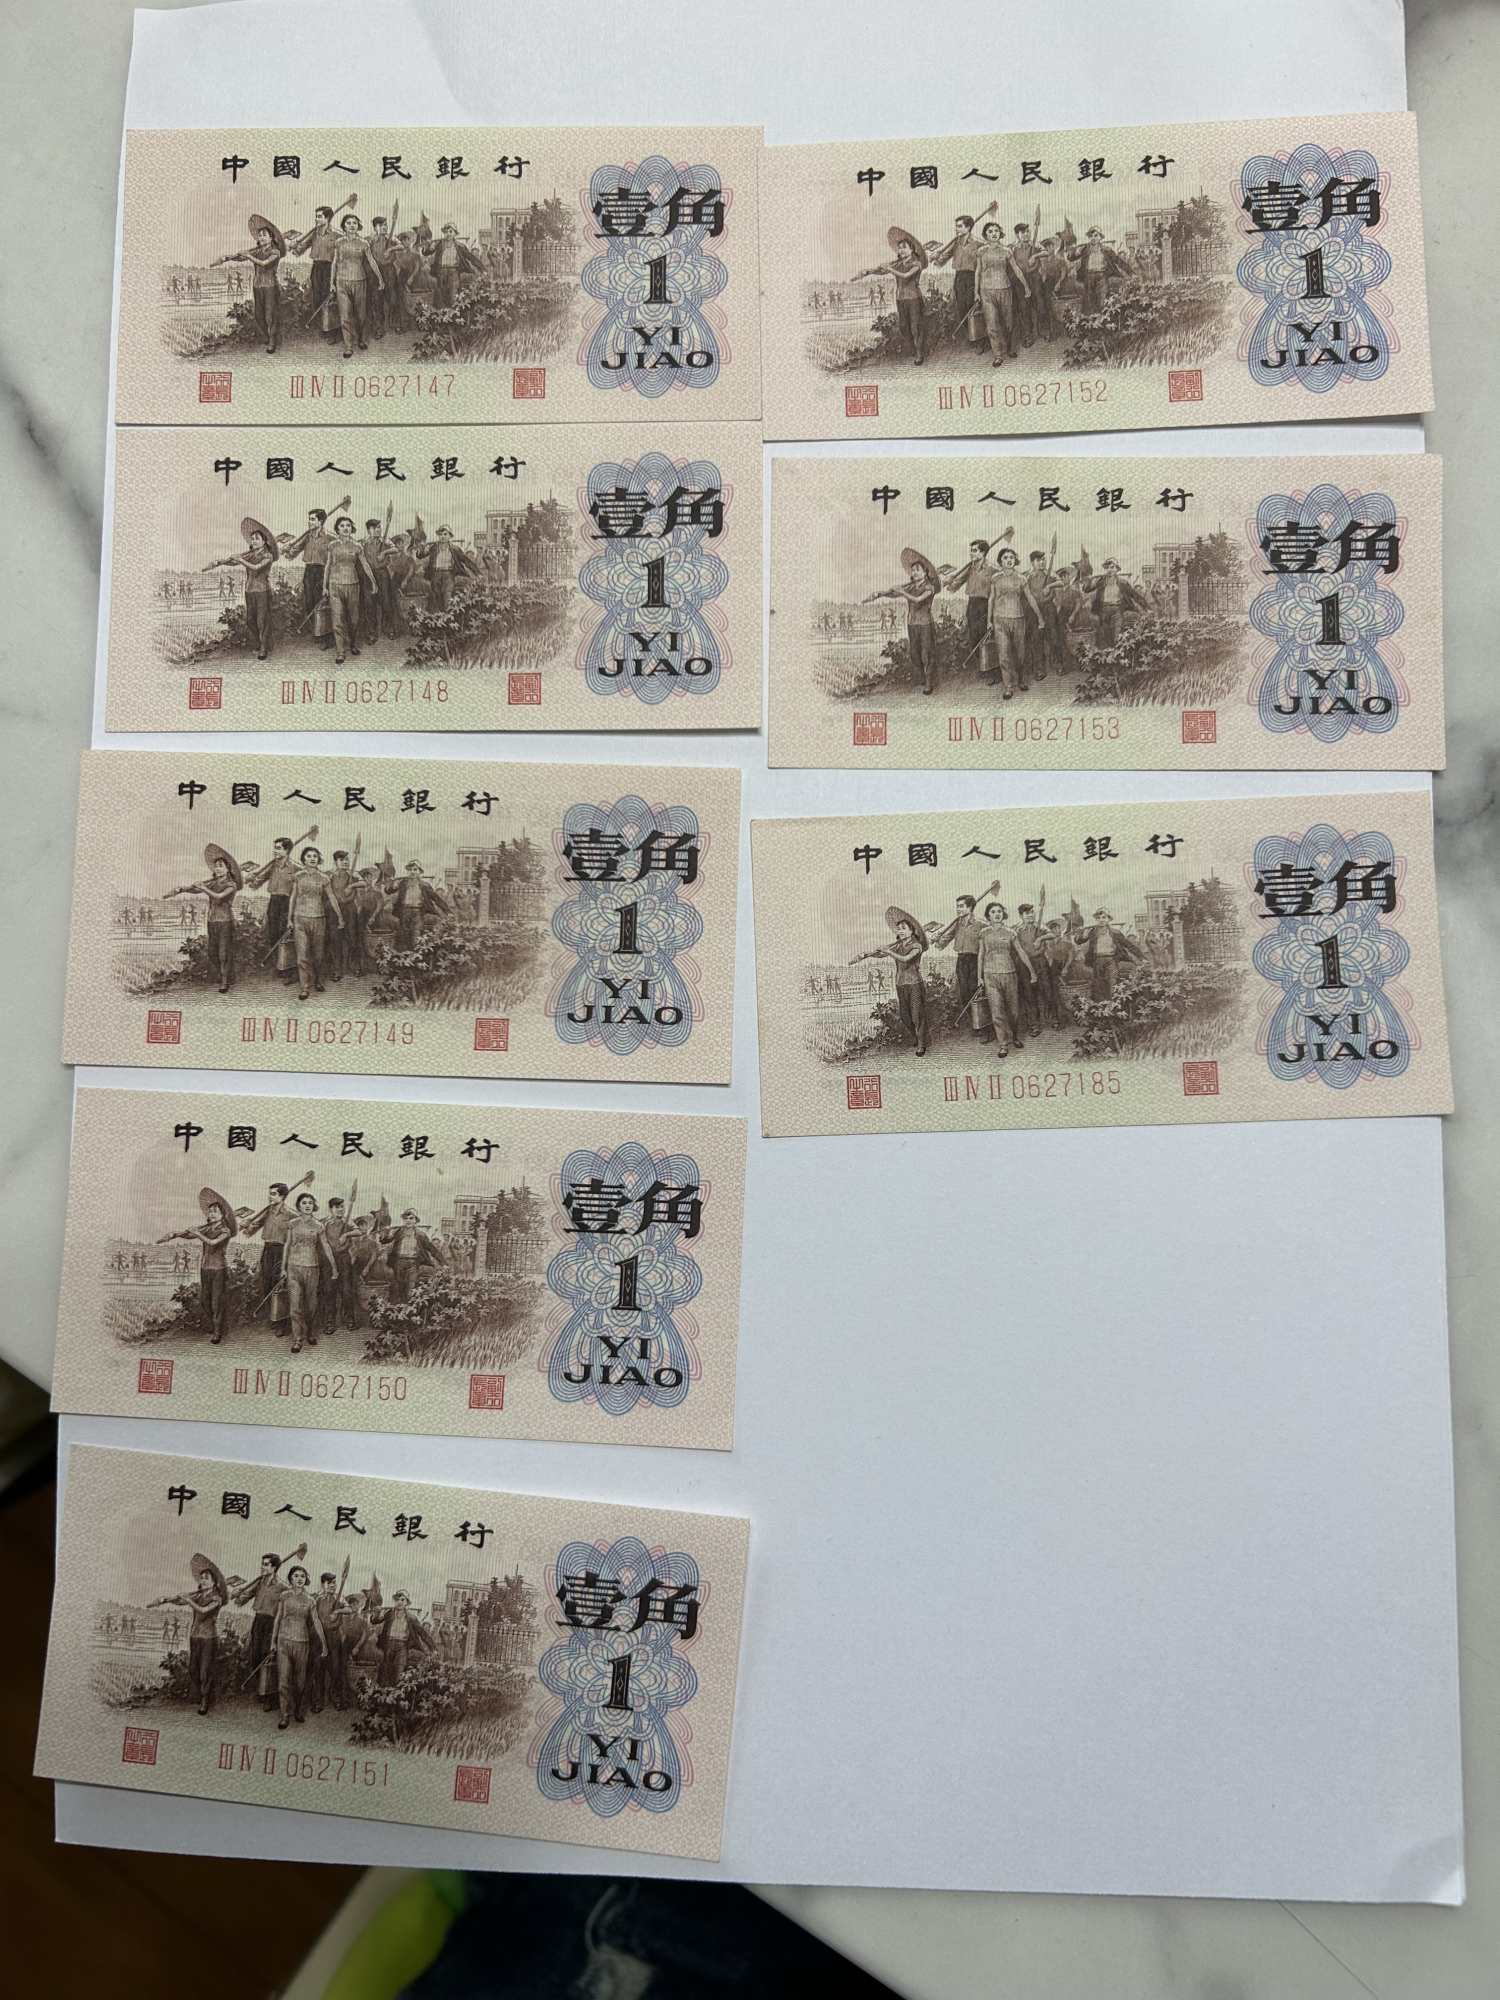 中國人民銀行
壹角
1
YI
JIAO
ⅢⅣⅡ0627147
中國人民銀行
壹角
1
YI
JIAO
ⅢⅣⅡ0627148
中國人民銀行
壹角
1
YI
JIAO
ⅢⅣⅡ0627149
中國人民銀行
壹角
1
YI
JIAO
ⅢⅣⅡ0627150
中國人民銀行
壹角
1
YI
JIAO
ⅢⅣⅡ0627151
中國人民銀行
壹角
1
YI
JIAO
ⅢⅣⅡ0627152
中國人民銀行
壹角
1
YI
JIAO
ⅢⅣⅡ0627153
中國人民銀行
壹角
1
YI
JIAO
ⅢⅣⅡ0627185